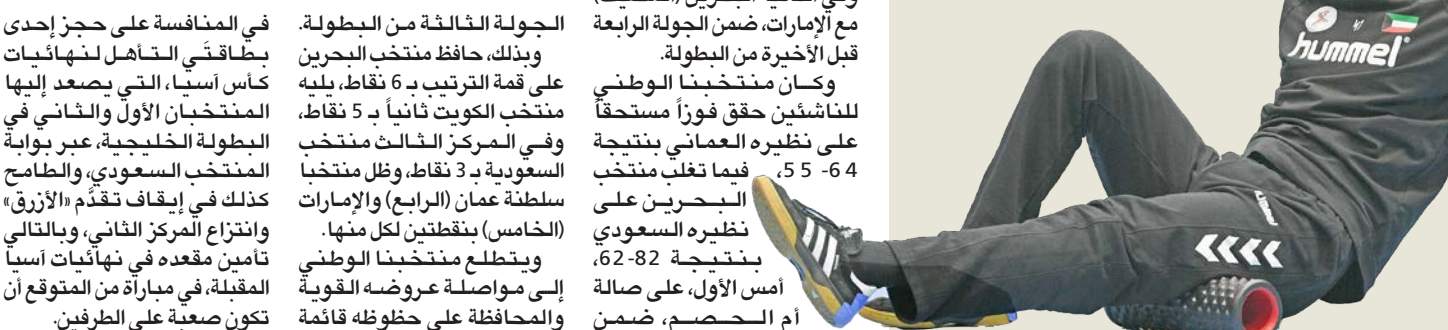 مع الإمارات، ضمن الجولة الرابعة
قبل الأخيرة من البطولة.
وكان منتخبنا الوطني
للناشئين حقق فوزاً مستحقاً
على نظيره العماني بنتيجة
64- 55، فيما تغلب منتخب
البحرين على
نظيره السعودي
بنتيجة 82-62،
أمس الأول، على صالة
أم الحصم، ضمن
الجولة الثالثة من البطولة.
وبذلك، حافظ منتخب البحرين
على قمة الترتيب بـ 6 نقاط، يليه
منتخب الكويت ثانياً بـ 5 نقاط،
وفي المركز الثالث منتخب
السعودية بـ 3 نقاط، وظل منتخبا
سلطنة عمان (الرابع) والإمارات
(الخامس) بنقطتين لكل منها.
ويتطلع منتخبنا الوطني
إلى مواصلة عروضه القوية
والمحافظة على حظوظه قائمة
في المنافسة على حجز إحدى
بطاقتَي التأهل لنهائيات
كأس آسيا، التي يصعد إليها
المنتخبان الأول والثاني في
البطولة الخليجية، عبر بوابة
المنتخب السعودي، والطامح
كذلك في إيقاف تقدَّم «الأزرق»
وانتزاع المركز الثاني، وبالتالي
تأمين مقعده في نهائيات آسيا
المقبلة، في مباراة من المتوقع أن
تكون صعبة على الطرفين.
hummel
hummel